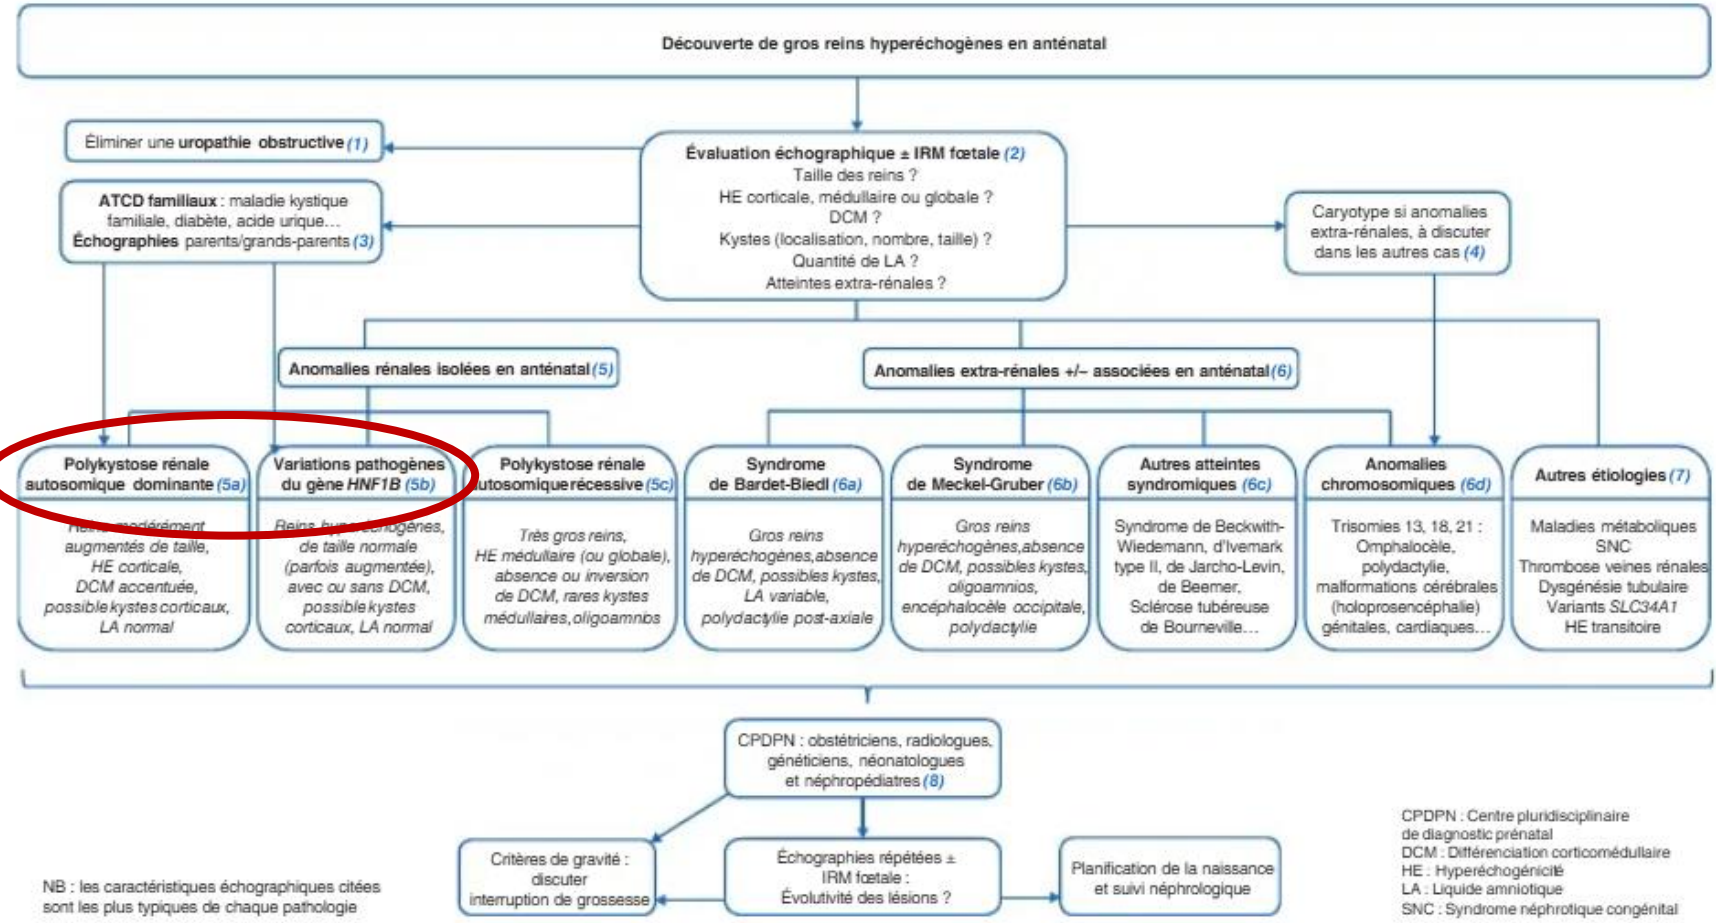 Découverte de gros reins hyperéchogènes en anténatal
Éliminer une uropathie obstructive (1)
Évaluation échographique ± IRM fœtale (2)
Taille des reins ?
HE corticale, médullaire ou globale ?
DCM ?
Kystes (localisation, nombre, taille) ?
Quantité de LA ?
Atteintes extra-rénales ?
ATCD familiaux : maladie kystique
familiale, diabète, acide urique...
Échographies parents/grands-parents (3)
Caryotype si anomalies
extra-rénales, à discuter
dans les autres cas (4)
Anomalies rénales isolées en anténatal (5)
Anomalies extra-rénales +/− associées en anténatal (6)
Polykystose rénale
autosomique dominante (5a)
Reins modérément
augmentés de taille,
HE corticale,
DCM accentuée,
possible kystes corticaux,
LA normal
Variations pathogènes
du gène HNF1B (5b)
Reins hyperéchogènes,
de taille normale
(parfois augmentée),
avec ou sans DCM,
possible kystes
corticaux, LA normal
Polykystose rénale
autosomique récessive (5c)
Très gros reins,
HE médullaire (ou globale),
absence ou inversion
de DCM, rares kystes
médullaires, oligoamnios
Syndrome
de Bardet-Biedl (6a)
Gros reins
hyperéchogènes, absence
de DCM, possibles kystes,
LA variable,
polydactylie post-axiale
Syndrome
de Meckel-Gruber (6b)
Gros reins
hyperéchogènes, absence
de DCM, possibles kystes,
oligoamnios,
encéphalocèle occipitale,
polydactylie
Autres atteintes
syndromiques (6c)
Syndrome de Beckwith-
Wiedemann, d'Ivemark
type II, de Jarcho-Levin,
de Beemer,
Sclérose tubéreuse
de Bourneville...
Anomalies
chromosomiques (6d)
Trisomies 13, 18, 21 :
Omphalocèle,
polydactylie,
malformations cérébrales
(holoprosencéphalie)
génitales, cardiaques...
Autres étiologies (7)
Maladies métaboliques
SNC
Thrombose veines rénales
Dysgénésie tubulaire
Variants SLC34A1
HE transitoire
CPDPN : obstétriciens, radiologues,
généticiens, néonatologues
et néphropédiatres (8)
Critères de gravité :
discuter
interruption de grossesse
Échographies répétées ±
IRM fœtale :
Évolutivité des lésions ?
Planification de la naissance
et suivi néphrologique
NB : les caractéristiques échographiques citées
sont les plus typiques de chaque pathologie
CPDPN : Centre pluridisciplinaire
de diagnostic prénatal
DCM : Différenciation corticomédullaire
HE : Hyperéchogénicité
LA : Liquide amniotique
SNC : Syndrome néphrotique congénital